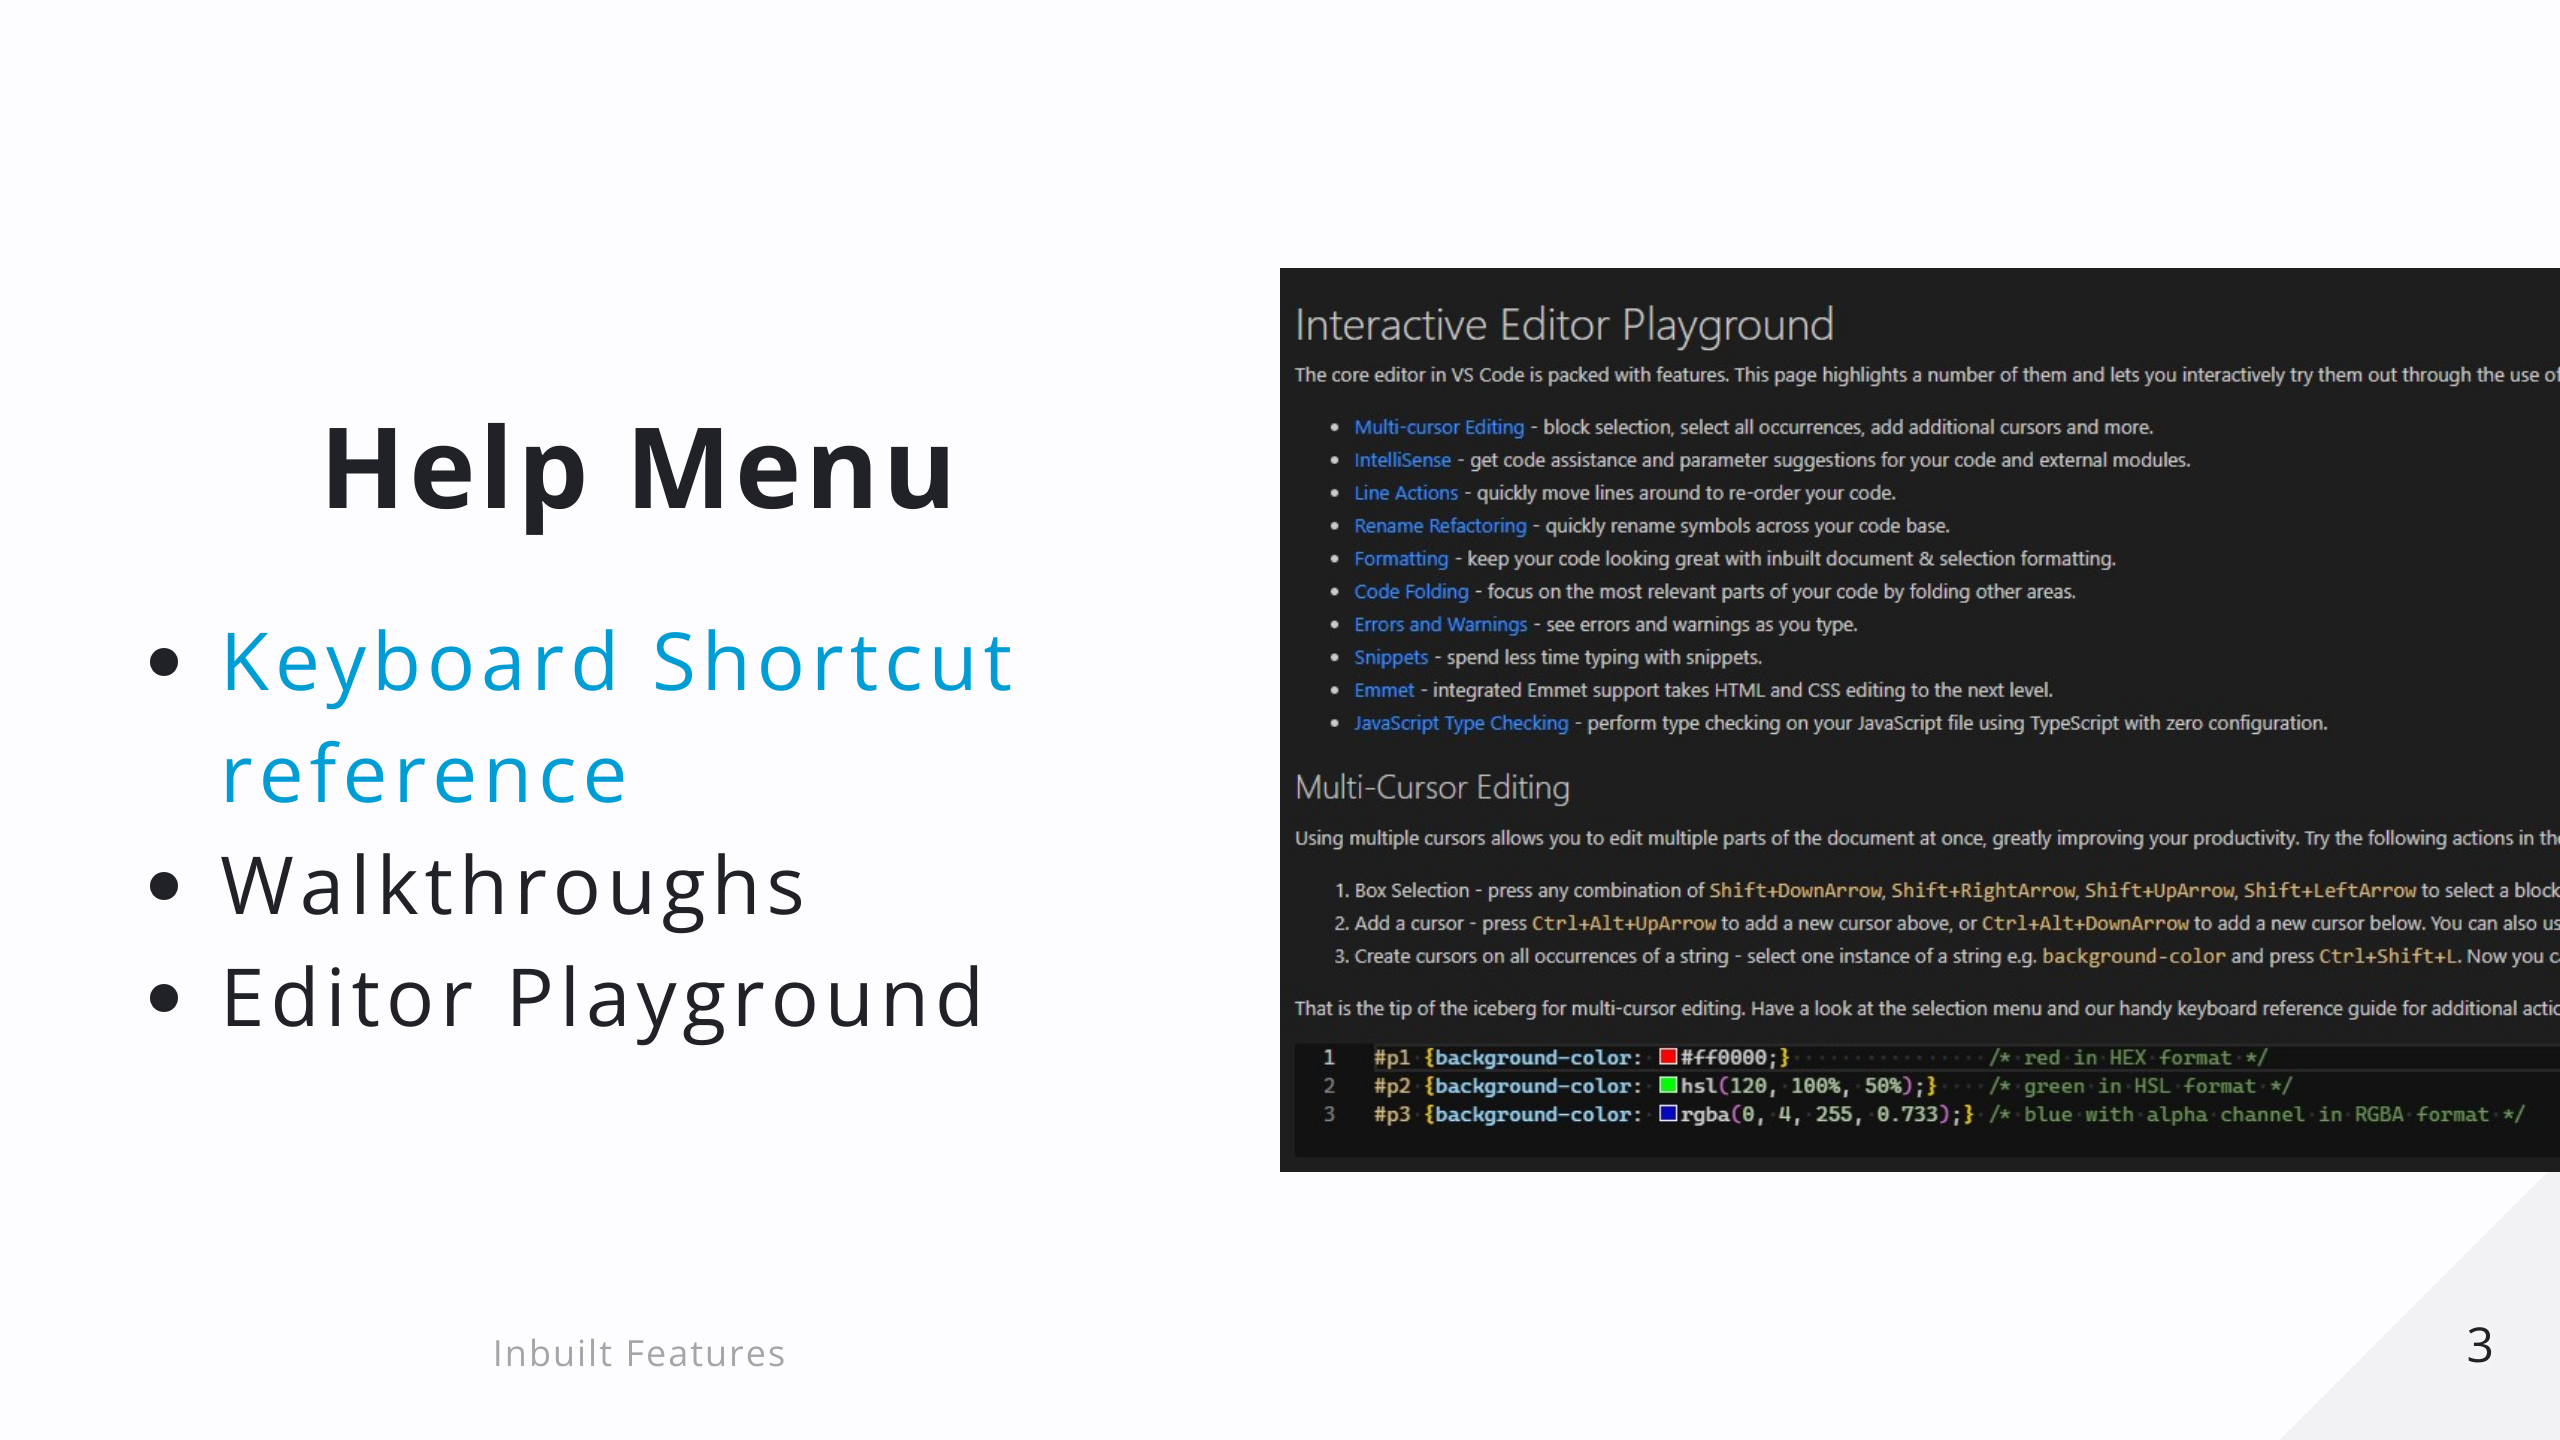 Help Menu
• Keyboard Shortcut
reference
• Walkthroughs
• Editor Playground
Interactive Editor Playground
The core editor in VS Code is packed with features. This page highlights a number of them and lets you interactively try them out through the use of
• Multi-cursor Editing - block selection, select all occurrences, add additional cursors and more.
• IntelliSense - get code assistance and parameter suggestions for your code and external modules.
• Line Actions - quickly move lines around to re-order your code.
• Rename Refactoring - quickly rename symbols across your code base.
• Formatting - keep your code looking great with inbuilt document & selection formatting.
• Code Folding - focus on the most relevant parts of your code by folding other areas.
• Errors and Warnings - see errors and warnings as you type.
• Snippets - spend less time typing with snippets.
• Emmet - integrated Emmet support takes HTML and CSS editing to the next level.
• JavaScript Type Checking - perform type checking on your JavaScript file using TypeScript with zero configuration.
Multi-Cursor Editing
Using multiple cursors allows you to edit multiple parts of the document at once, greatly improving your productivity. Try the following actions in the
1. Box Selection - press any combination of Shift+DownArrow, Shift+RightArrow, Shift+UpArrow, Shift+LeftArrow to select a block
2. Add a cursor - press Ctrl+Alt+UpArrow to add a new cursor above, or Ctrl+Alt+DownArrow to add a new cursor below. You can also
3. Create cursors on all occurrences of a string - select one instance of a string e.g. background-color and press Ctrl+Shift+L. Now you
That is the tip of the iceberg for multi-cursor editing. Have a look at the selection menu and our handy keyboard reference guide for additional
1 #p1 {background-color: #ff0000;} /* red in HEX format */
2 #p2 {background-color: hsl(120, 100%, 50%);} /* green in HSL format */
3 #p3 {background-color: rgba(0, 4, 255, 0.733);} /* blue with alpha channel in RGBA format */
Inbuilt Features
3